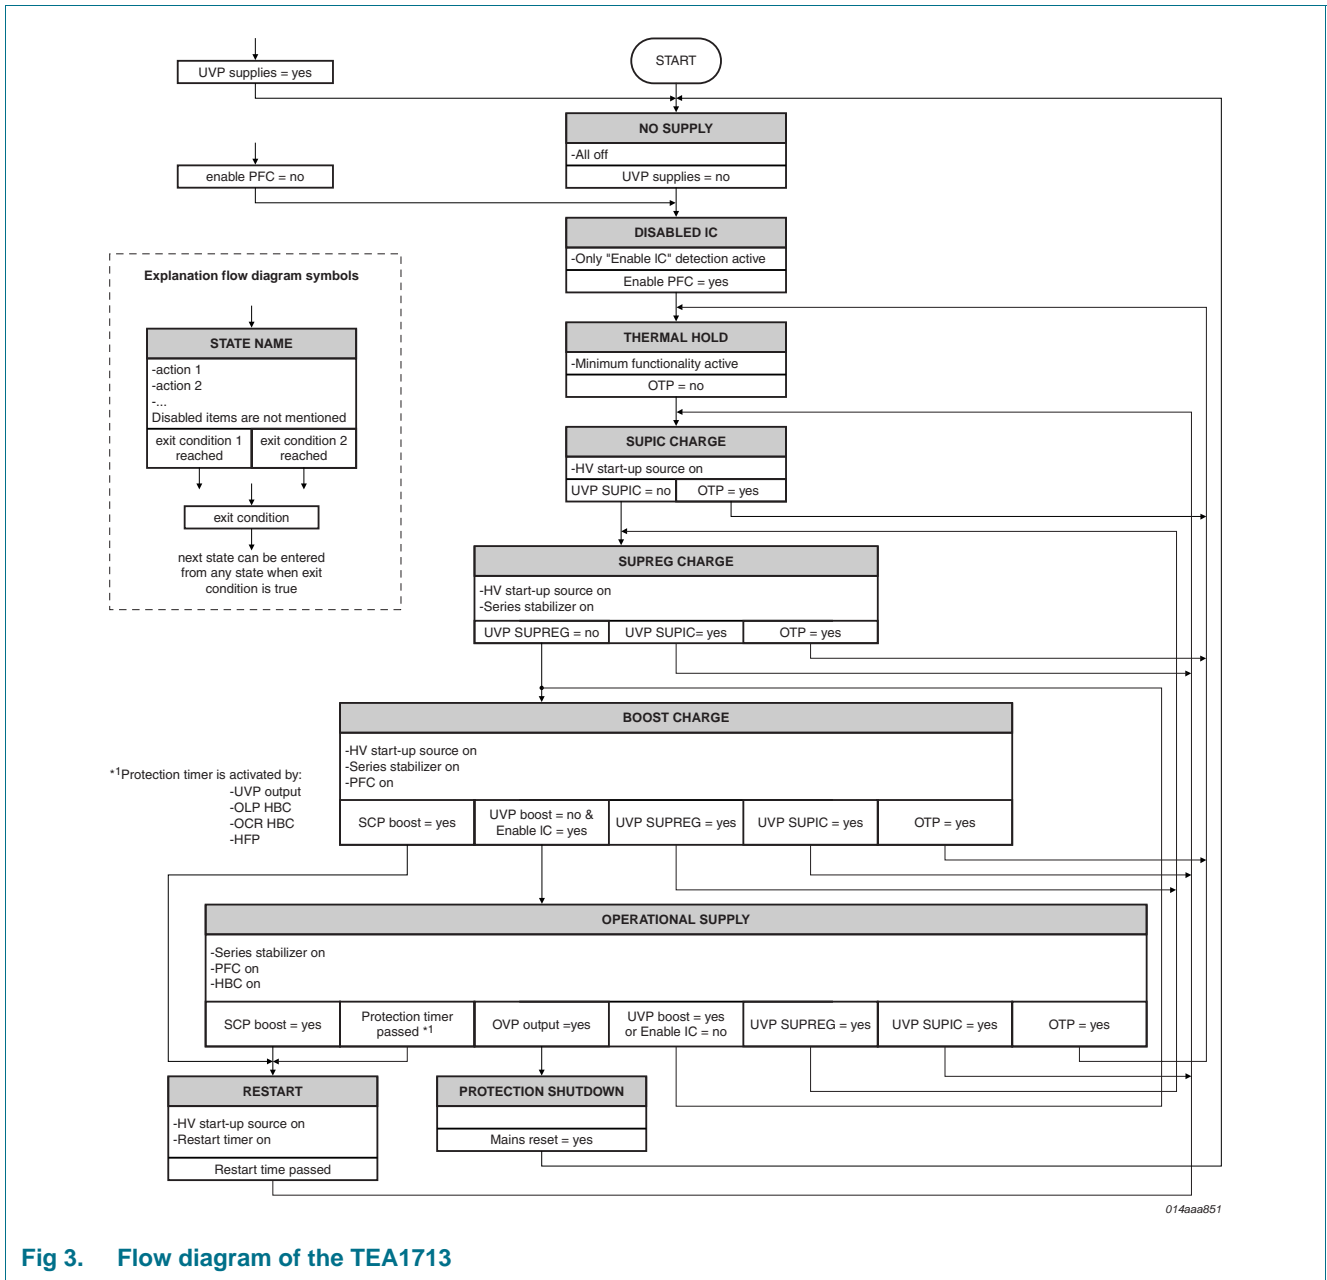 START
UVP supplies = yes
NO SUPPLY
-All off
UVP supplies = no
enable PFC = no
DISABLED IC
-Only "Enable IC" detection active
Enable PFC = yes
Explanation flow diagram symbols
STATE NAME
-action 1
-action 2
-...
Disabled items are not mentioned
exit condition 1
reached
exit condition 2
reached
exit condition
next state can be entered
from any state when exit
condition is true
THERMAL HOLD
-Minimum functionality active
OTP = no
SUPIC CHARGE
-HV start-up source on
UVP SUPIC = no
OTP = yes
SUPREG CHARGE
-HV start-up source on
-Series stabilizer on
UVP SUPREG = no
UVP SUPIC= yes
OTP = yes
BOOST CHARGE
-HV start-up source on
-Series stabilizer on
-PFC on
SCP boost = yes
UVP boost = no &
Enable IC = yes
UVP SUPREG = yes
UVP SUPIC = yes
OTP = yes
*1Protection timer is activated by:
-UVP output
-OLP HBC
-OCR HBC
-HFP
OPERATIONAL SUPPLY
-Series stabilizer on
-PFC on
-HBC on
SCP boost = yes
Protection timer
passed *1
OVP output =yes
UVP boost = yes
or Enable IC = no
UVP SUPREG = yes
UVP SUPIC = yes
OTP = yes
RESTART
-HV start-up source on
-Restart timer on
Restart time passed
PROTECTION SHUTDOWN
Mains reset = yes
014aaa851
Fig 3. Flow diagram of the TEA1713